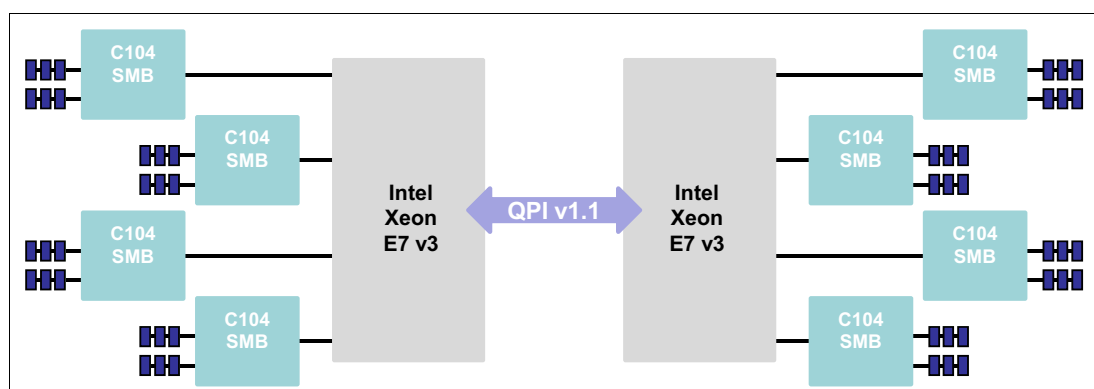 C104
SMB
C104
SMB
C104
SMB
C104
SMB
Intel
Xeon
E7 v3
QPI v1.1
Intel
Xeon
E7 v3
C104
SMB
C104
SMB
C104
SMB
C104
SMB